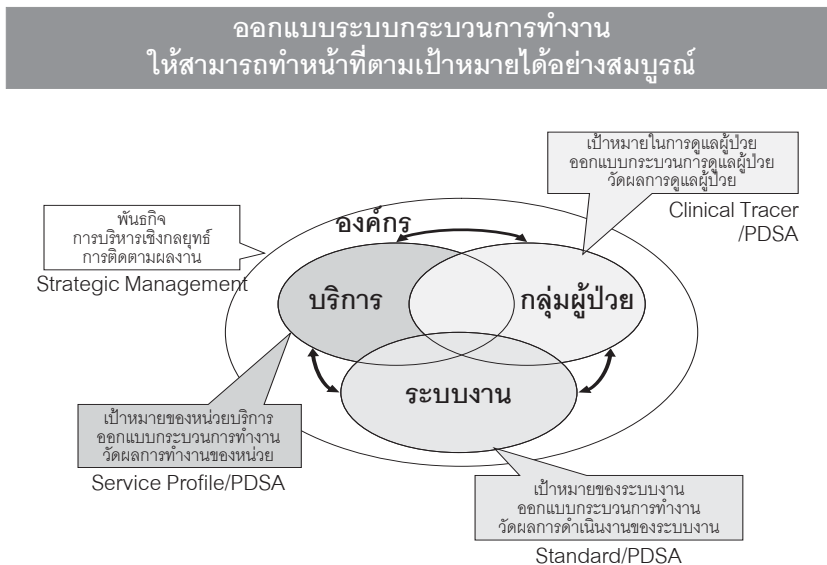 ออกแบบระบบกระบวนการทำงาน
ให้สามารถทำหน้าที่ตามเป้าหมายได้อย่างสมบูรณ์
เป้าหมายในการดูแลผู้ป่วย
ออกแบบกระบวนการดูแลผู้ป่วย
วัดผลการดูแลผู้ป่วย
Clinical Tracer
/PDSA
พันธกิจ
การบริหารเชิงกลยุทธ์
การติดตามผลงาน
Strategic Management
องค์กร
บริการ
กลุ่มผู้ป่วย
ระบบงาน
เป้าหมายของหน่วยบริการ
ออกแบบกระบวนการทำงาน
วัดผลการทำงานของหน่วย
Service Profile/PDSA
เป้าหมายของระบบงาน
ออกแบบกระบวนการทำงาน
วัดผลการดำเนินงานของระบบงาน
Standard/PDSA